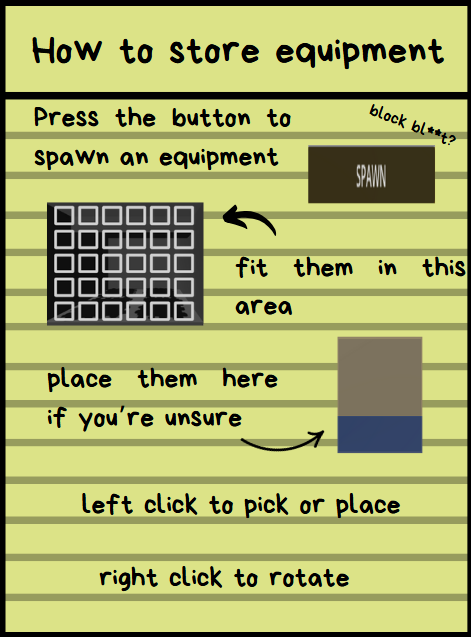 How to store equipment
Press the button to
block bl**t?
spawn an equipment
SPAWN
fit them in this
area
place them here
if you're unsure
left click to pick or place
right click to rotate